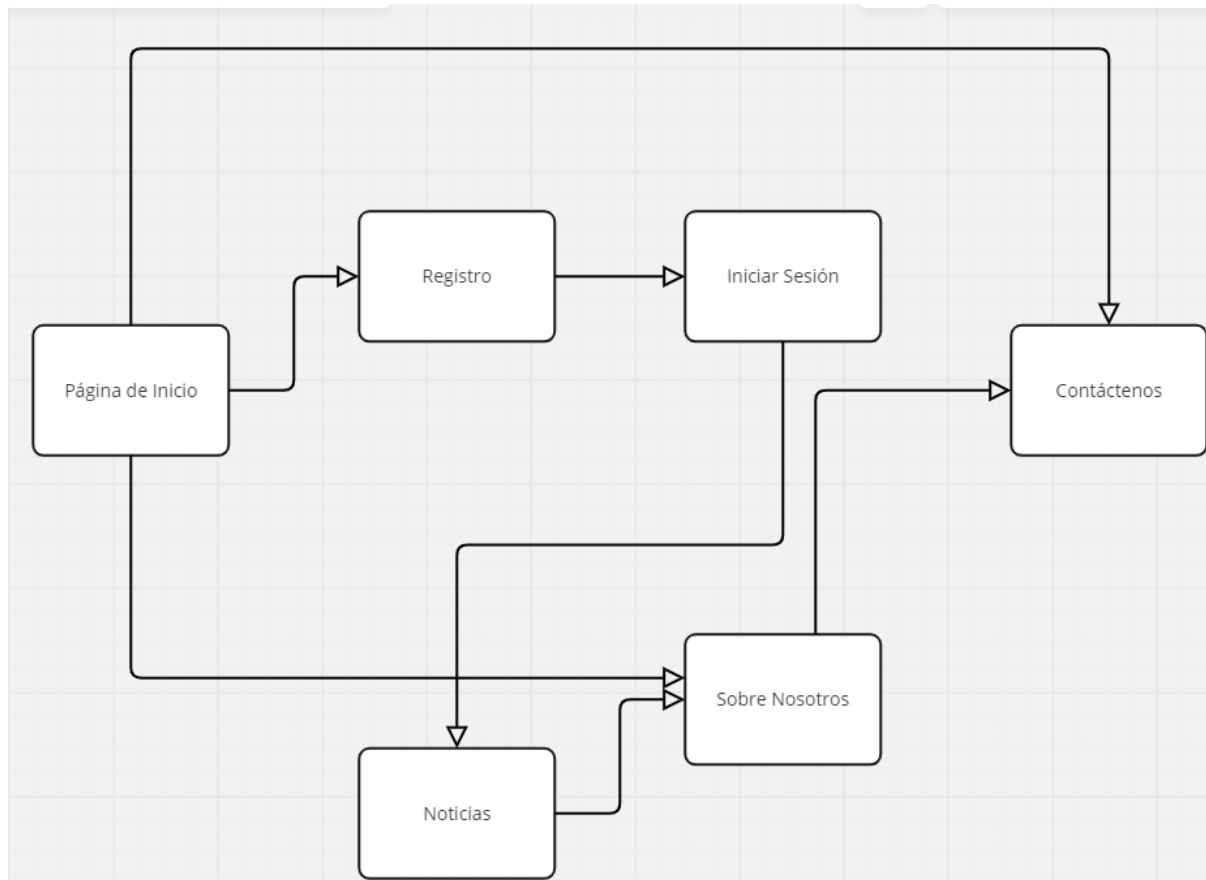 Registro
Iniciar Sesión
Página de Inicio
Contáctenos
Sobre Nosotros
Noticias